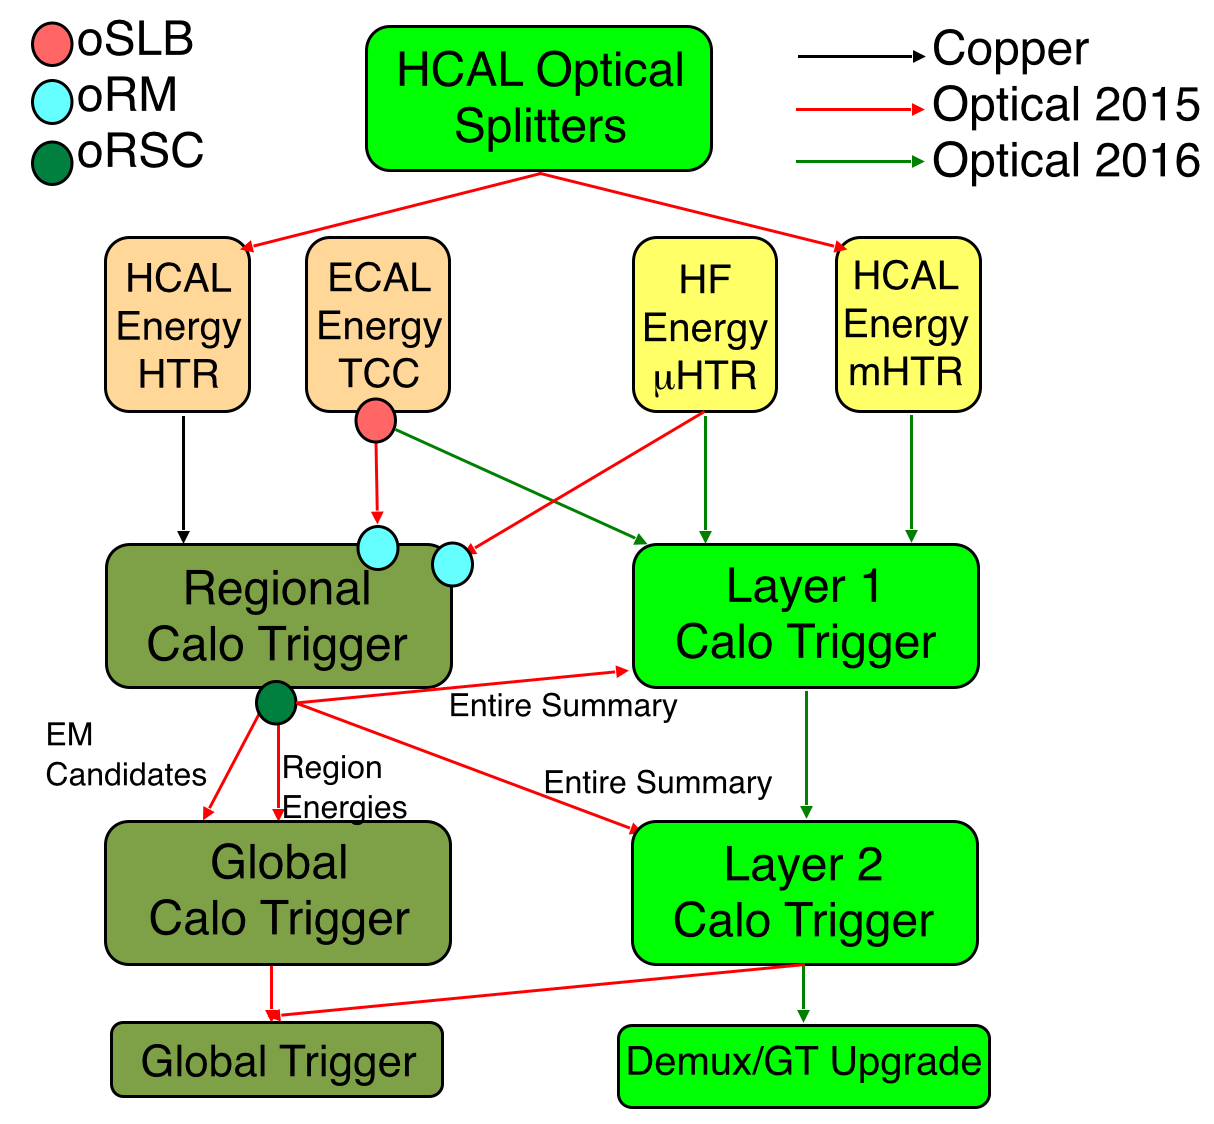 oSLB
oRM
oRSC
HCAL Optical
Splitters
Copper
Optical 2015
Optical 2016
HCAL
Energy
HTR
ECAL
Energy
TCC
HF
Energy
μHTR
HCAL
Energy
mHTR
Regional
Calo Trigger
Layer 1
Calo Trigger
Entire Summary
EM
Candidates
Region
Energies
Entire Summary
Global
Calo Trigger
Layer 2
Calo Trigger
Global Trigger
Demux/GT Upgrade